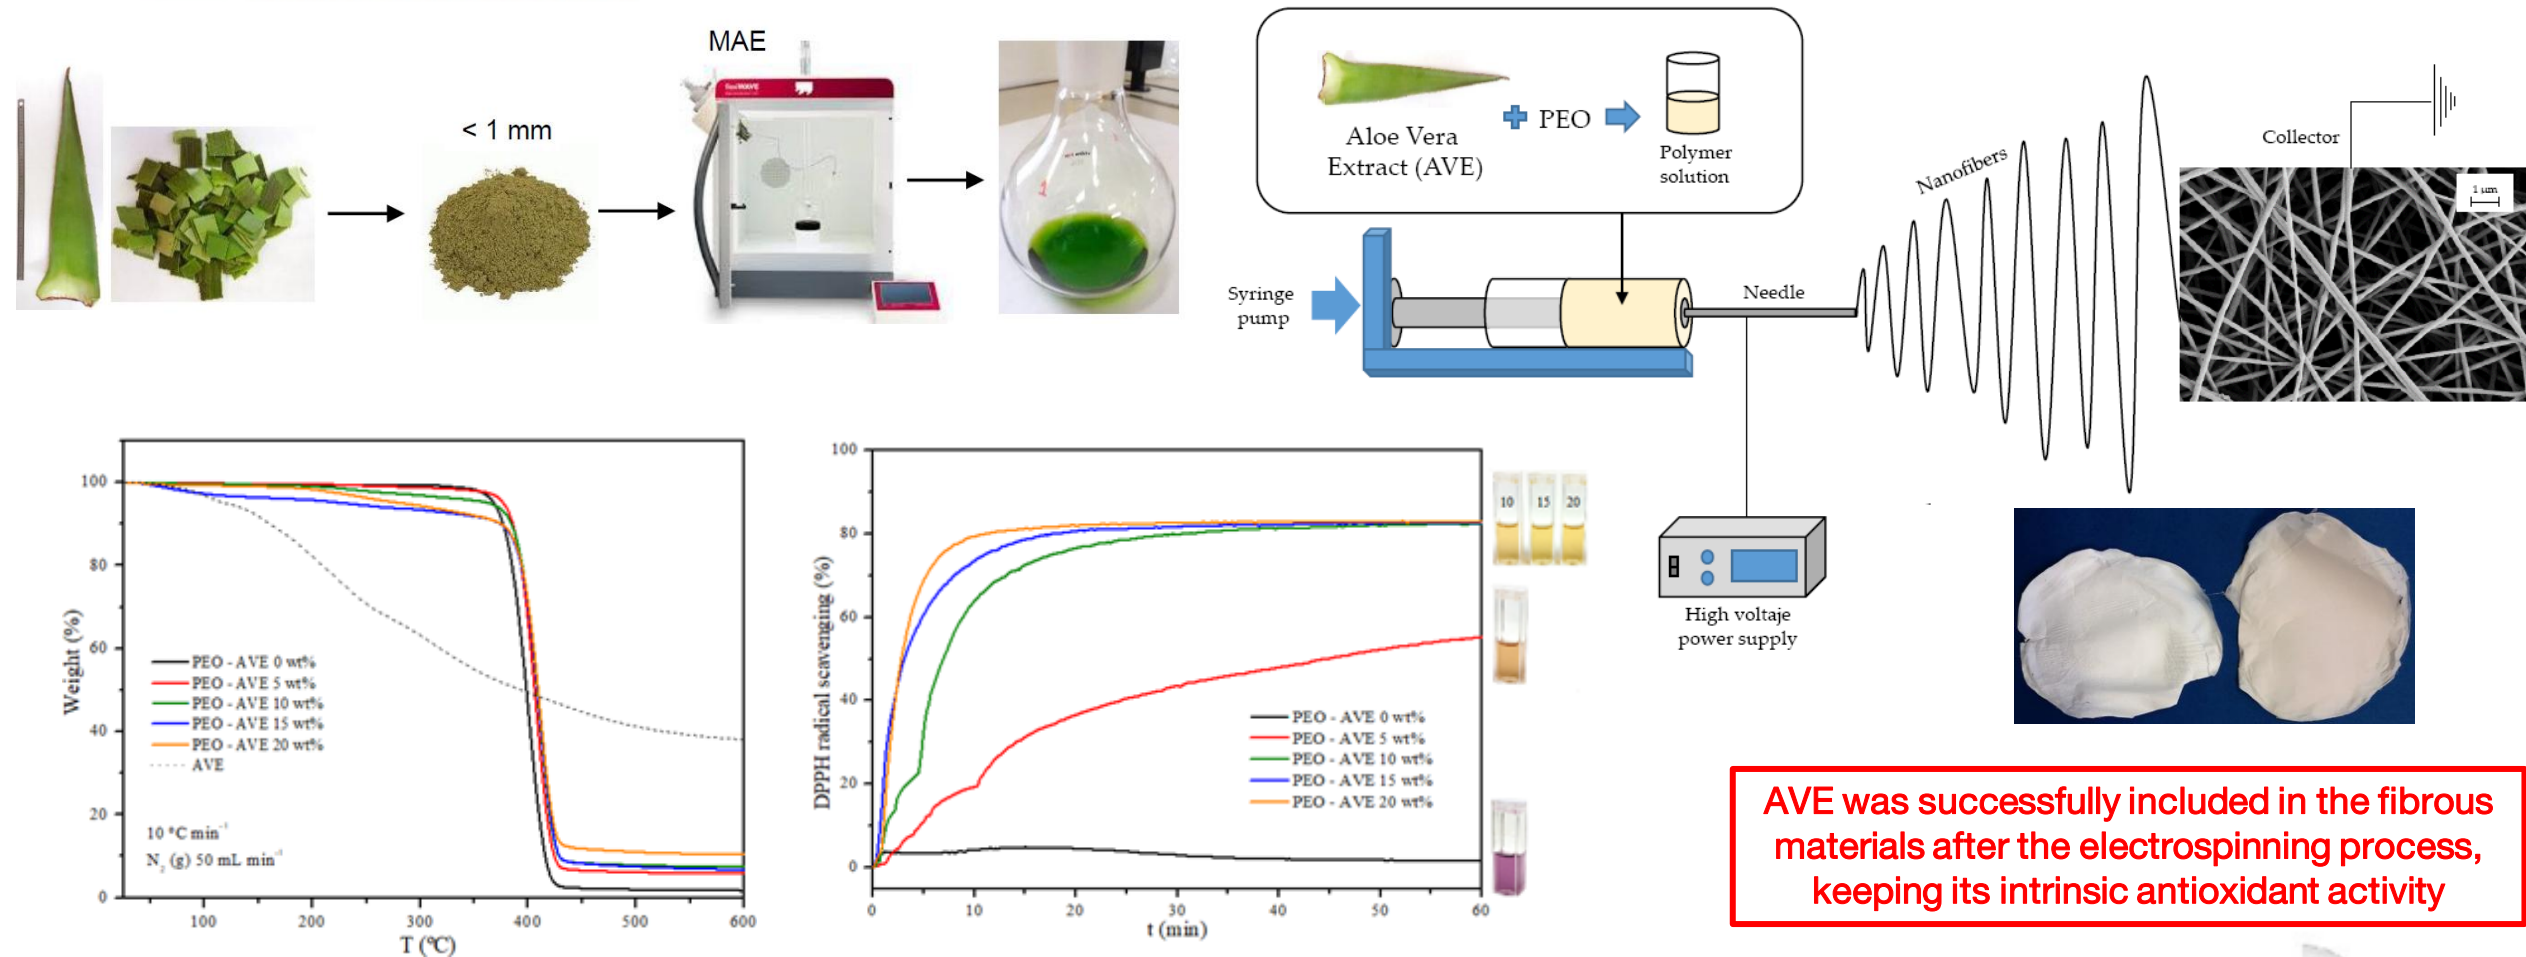 MAE
< 1 mm
flexiWAVE
1
Aloe Vera
Extract (AVE)
PEO
Polymer
solution
Syringe
pump
Needle
Nanofibers
Collector
1 µm
High voltaje
power supply
Weight (%)
100
80
60
40
20
0
100
200
300
400
500
600
T (ºC)
PEO - AVE 0 wt%
PEO - AVE 5 wt%
PEO - AVE 10 wt%
PEO - AVE 15 wt%
PEO - AVE 20 wt%
AVE
10 ºC min⁻¹
N₂ (g) 50 mL min⁻¹
DPPH radical scavenging (%)
100
80
60
40
20
0
0
10
20
30
40
50
60
t (min)
PEO - AVE 0 wt%
PEO - AVE 5 wt%
PEO - AVE 10 wt%
PEO - AVE 15 wt%
PEO - AVE 20 wt%
10
15
20
AVE was successfully included in the fibrous
materials after the electrospinning process,
keeping its intrinsic antioxidant activity